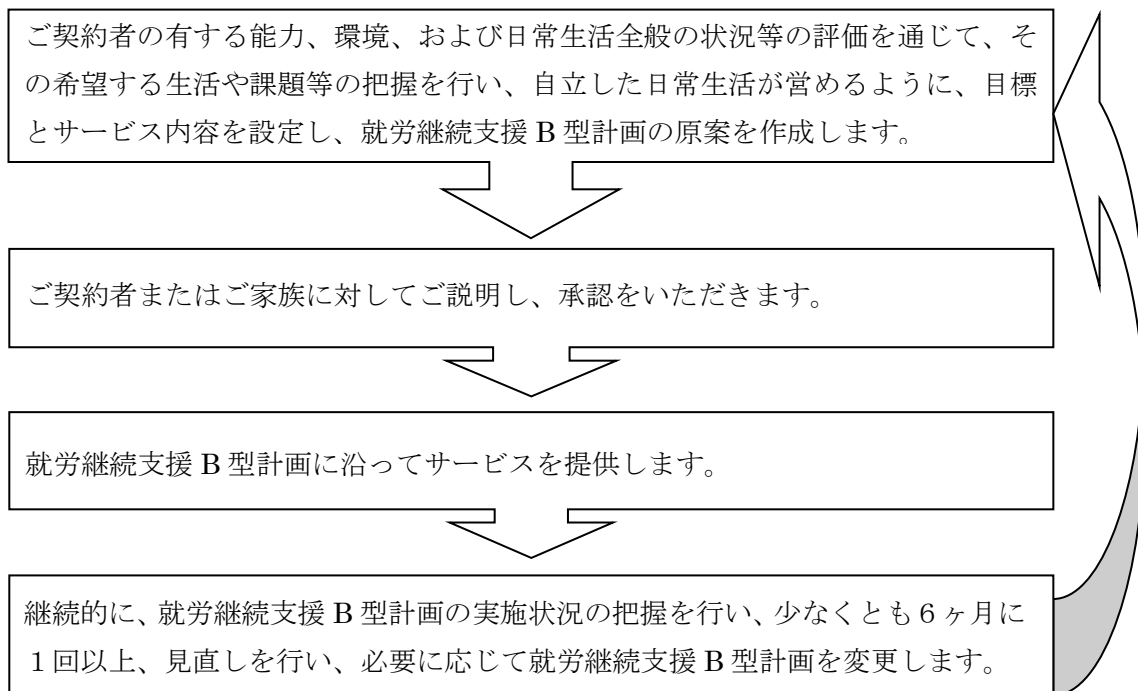 ご契約者の有する能力、環境、および日常生活全般の状況等の評価を通じて、そ
の希望する生活や課題等の把握を行い、自立した日常生活が営めるように、目標
とサービス内容を設定し、就労継続支援 B 型計画の原案を作成します。
ご契約者またはご家族に対してご説明し、承認をいただきます。
就労継続支援 B 型計画に沿ってサービスを提供します。
継続的に、就労継続支援 B 型計画の実施状況の把握を行い、少なくとも６ヶ月に
１回以上、見直しを行い、必要に応じて就労継続支援 B 型計画を変更します。